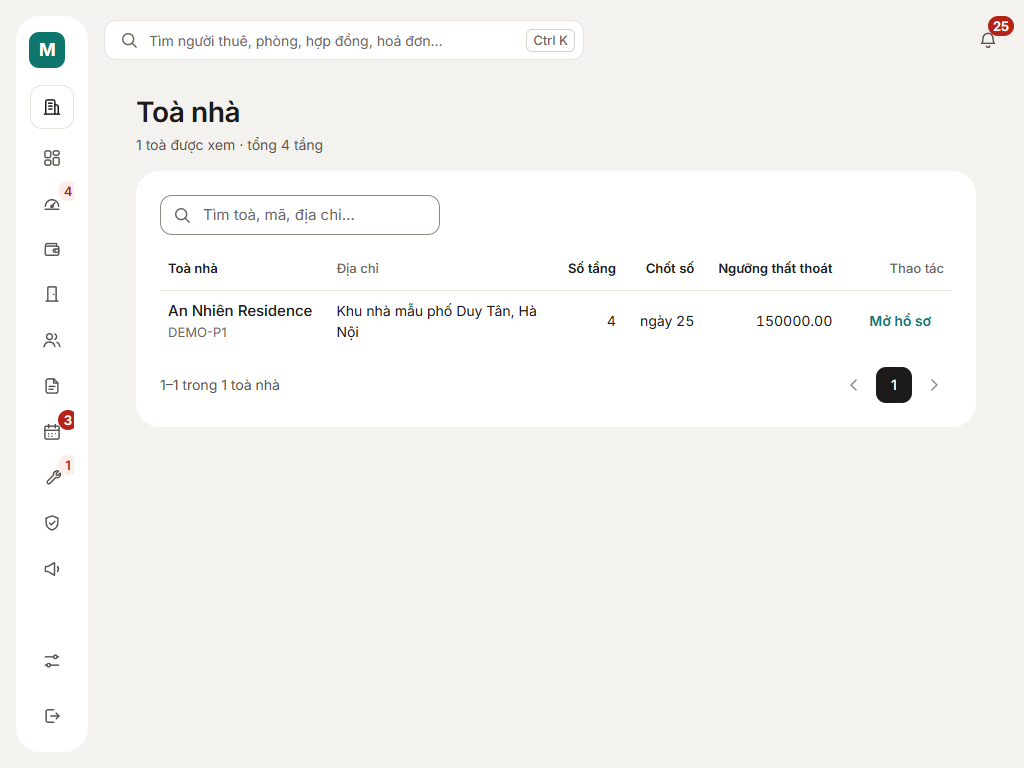 M
Tìm người thuê, phòng, hợp đồng, hoá đơn...
Ctrl K
25
Toà nhà
1 toà được xem · tổng 4 tầng
4
3
1
Tìm toà, mã, địa chỉ...
Toà nhà Địa chỉ Số tầng Chốt số Ngưỡng thất thoát Thao tác
An Nhiên Residence
DEMO-P1
Khu nhà mẫu phố Duy Tân, Hà
Nội
4 ngày 25 150000.00 Mở hồ sơ
1–1 trong 1 toà nhà
1